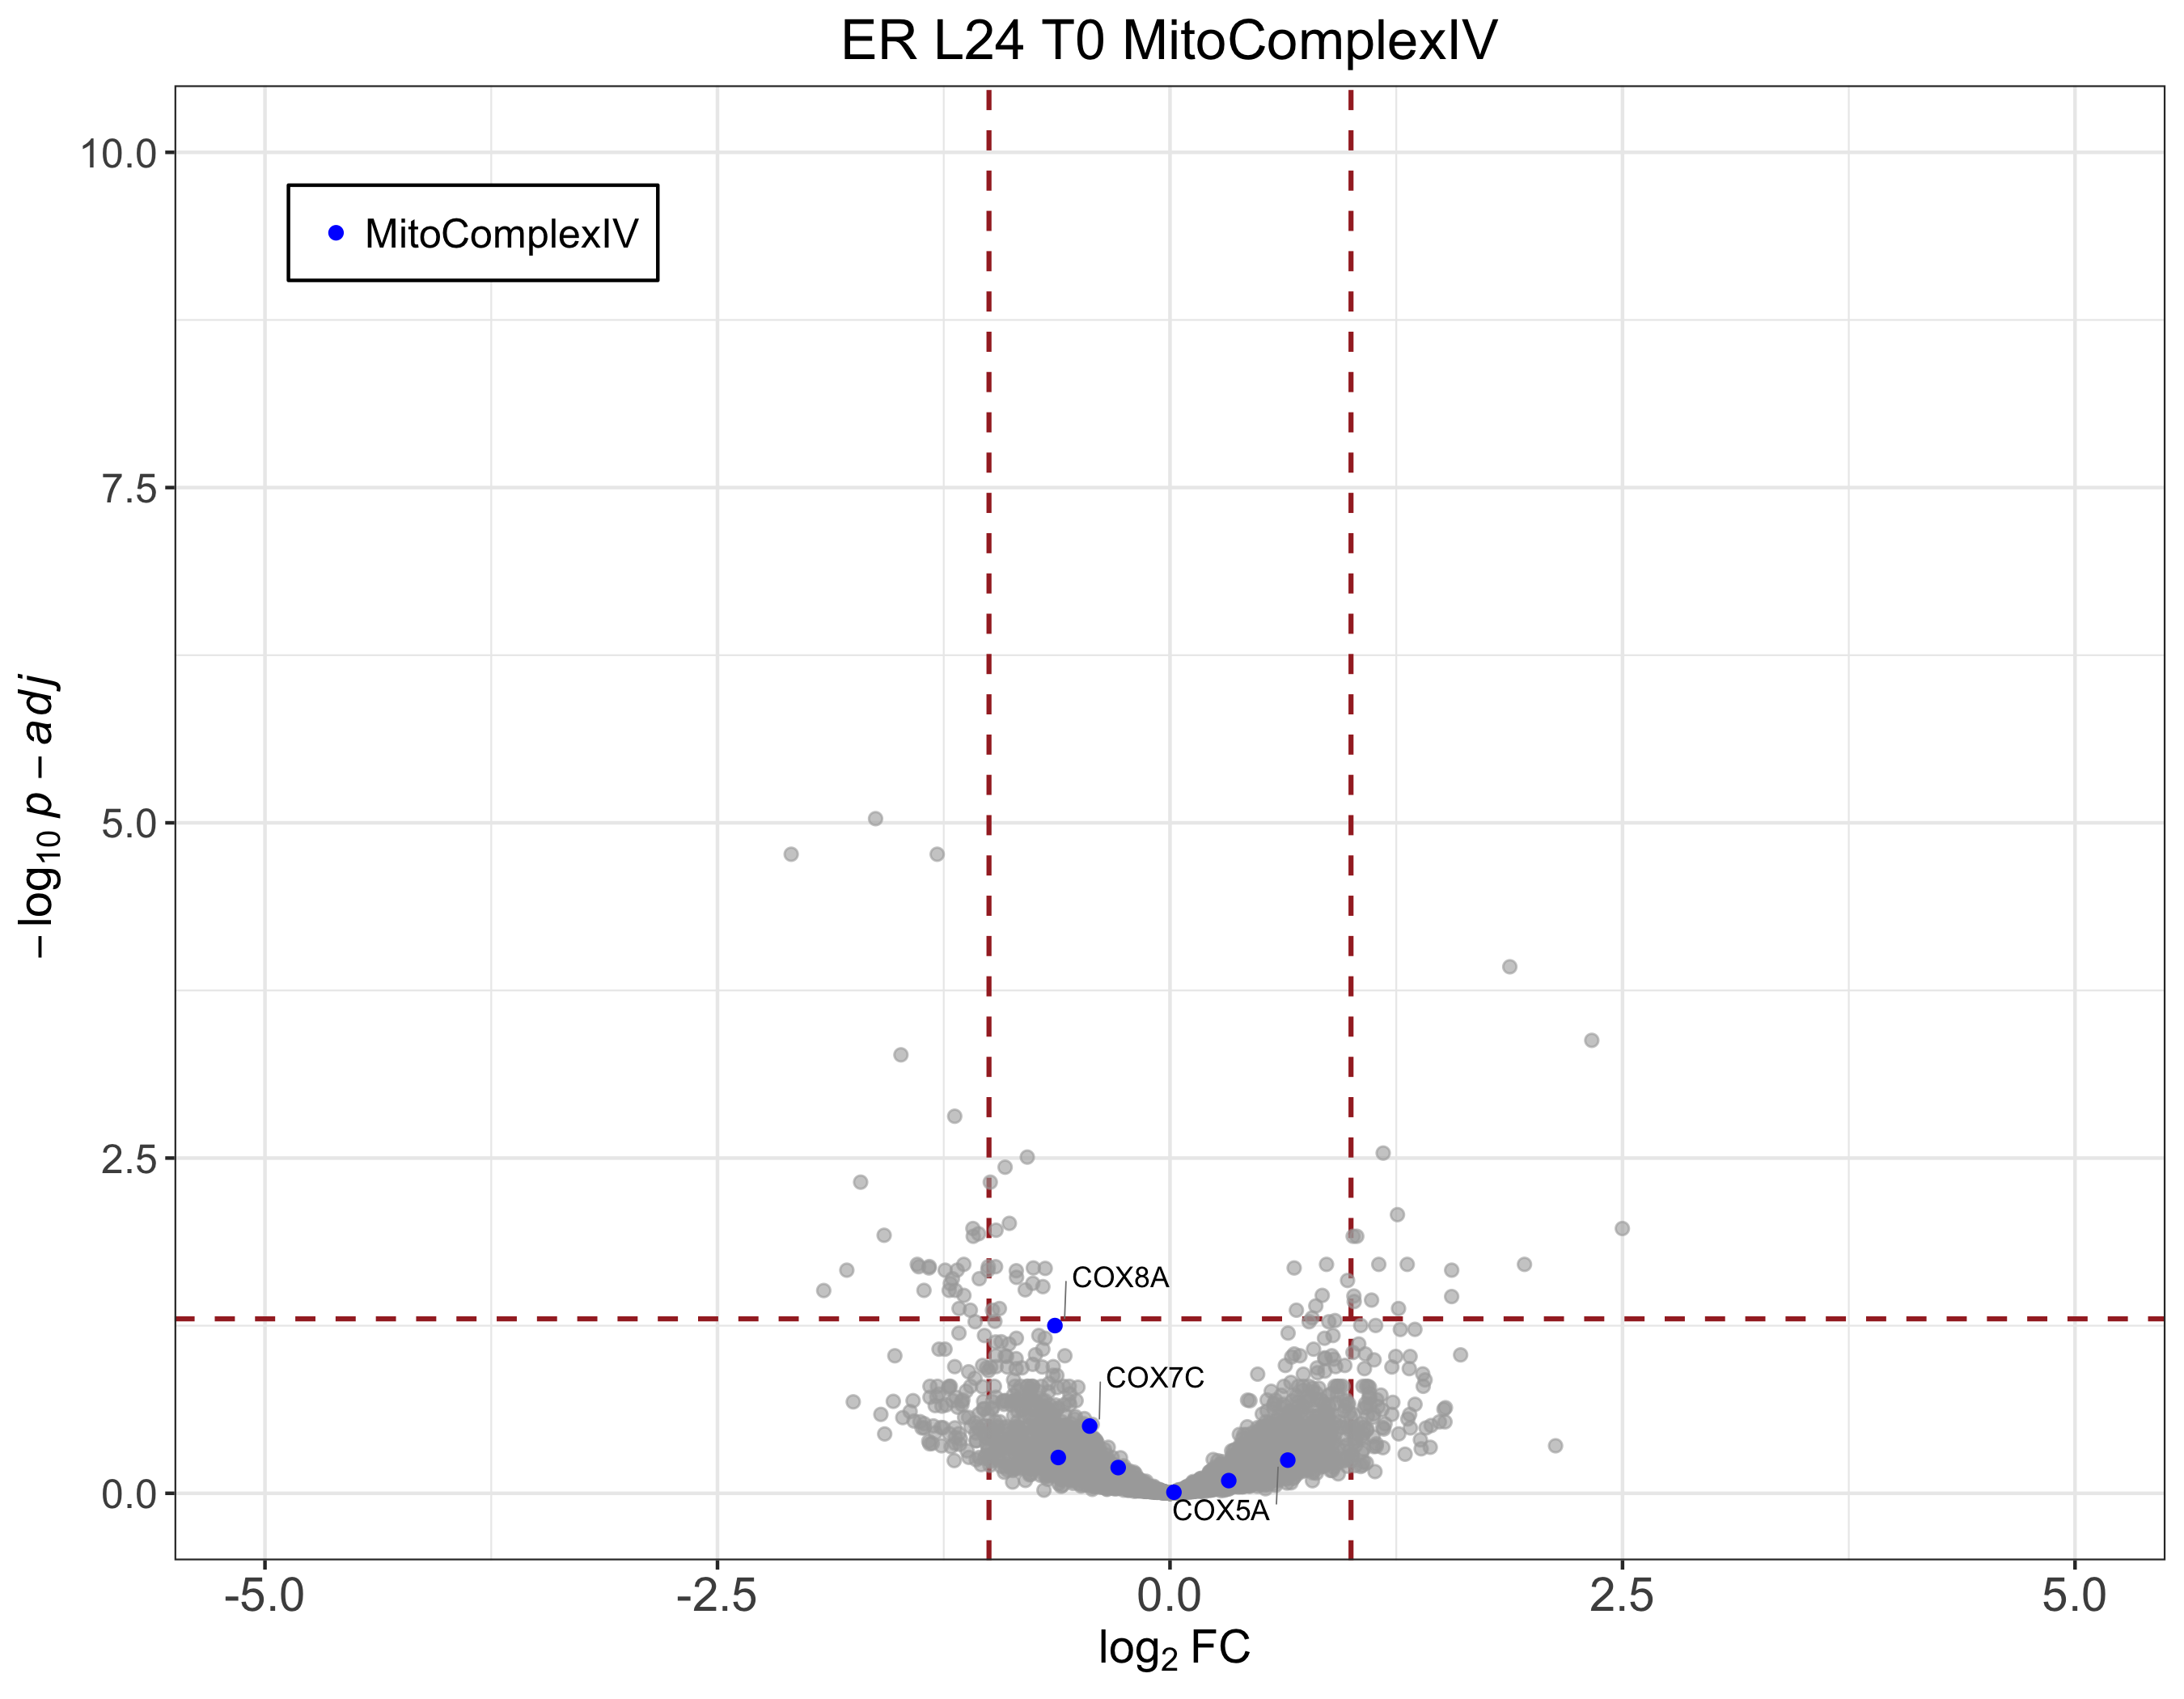 ER L24 T0 MitoComplexIV
10.0
MitoComplexIV
7.5
−log10 p − adj
5.0
2.5
COX8A
COX7C
0.0
COX5A
-5.0 -2.5 0.0 2.5 5.0
log2 FC